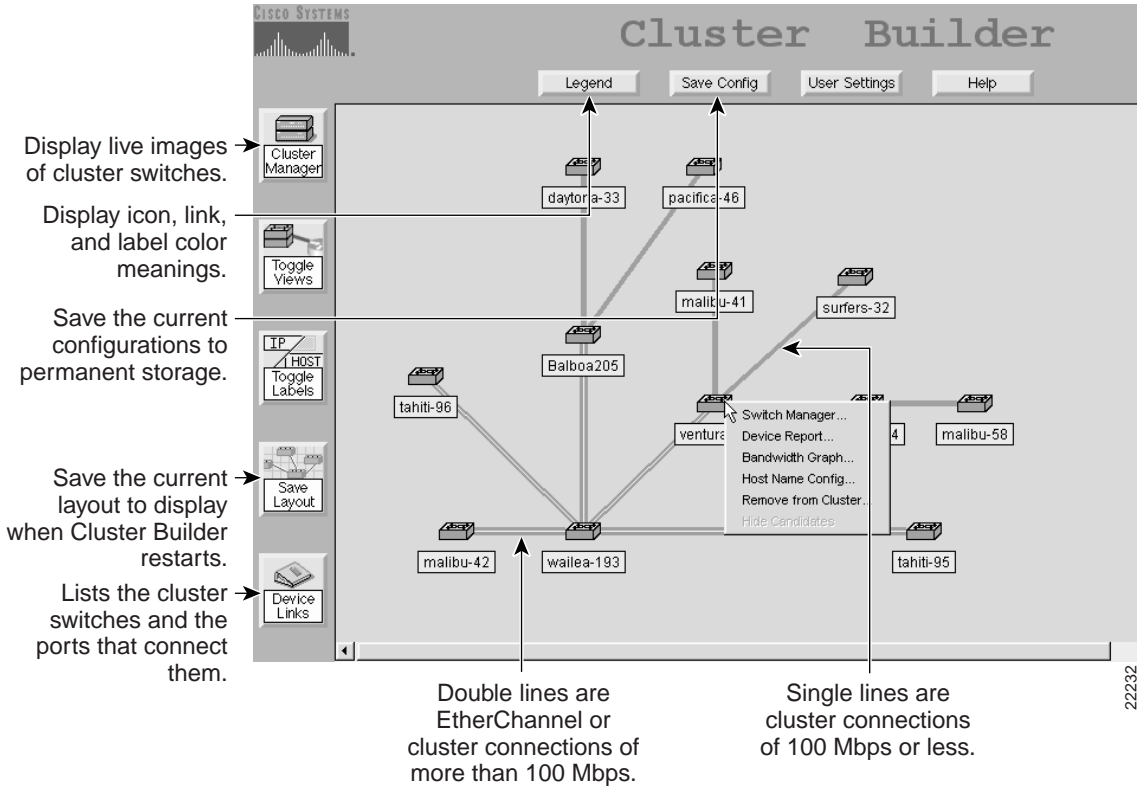 CISCO SYSTEMS
Cluster Builder
Legend
Save Config
User Settings
Help
Cluster
Manager
Toggle
Views
IP
HOST
Toggle
Labels
Save
Layout
Device
Links
Display live images
of cluster switches.
Display icon, link,
and label color
meanings.
Save the current
configurations to
permanent storage.
Save the current
layout to display
when Cluster Builder
restarts.
Lists the cluster
switches and the
ports that connect
them.
daytona-33
pacifica-46
malibu-41
surfers-32
Balboa205
tahiti-96
ventura
4
malibu-58
Switch Manager...
Device Report...
Bandwidth Graph...
Host Name Config...
Remove from Cluster...
Hide Candidates
malibu-42
wailea-193
tahiti-95
Double lines are
EtherChannel or
cluster connections of
more than 100 Mbps.
Single lines are
cluster connections
of 100 Mbps or less.
22232